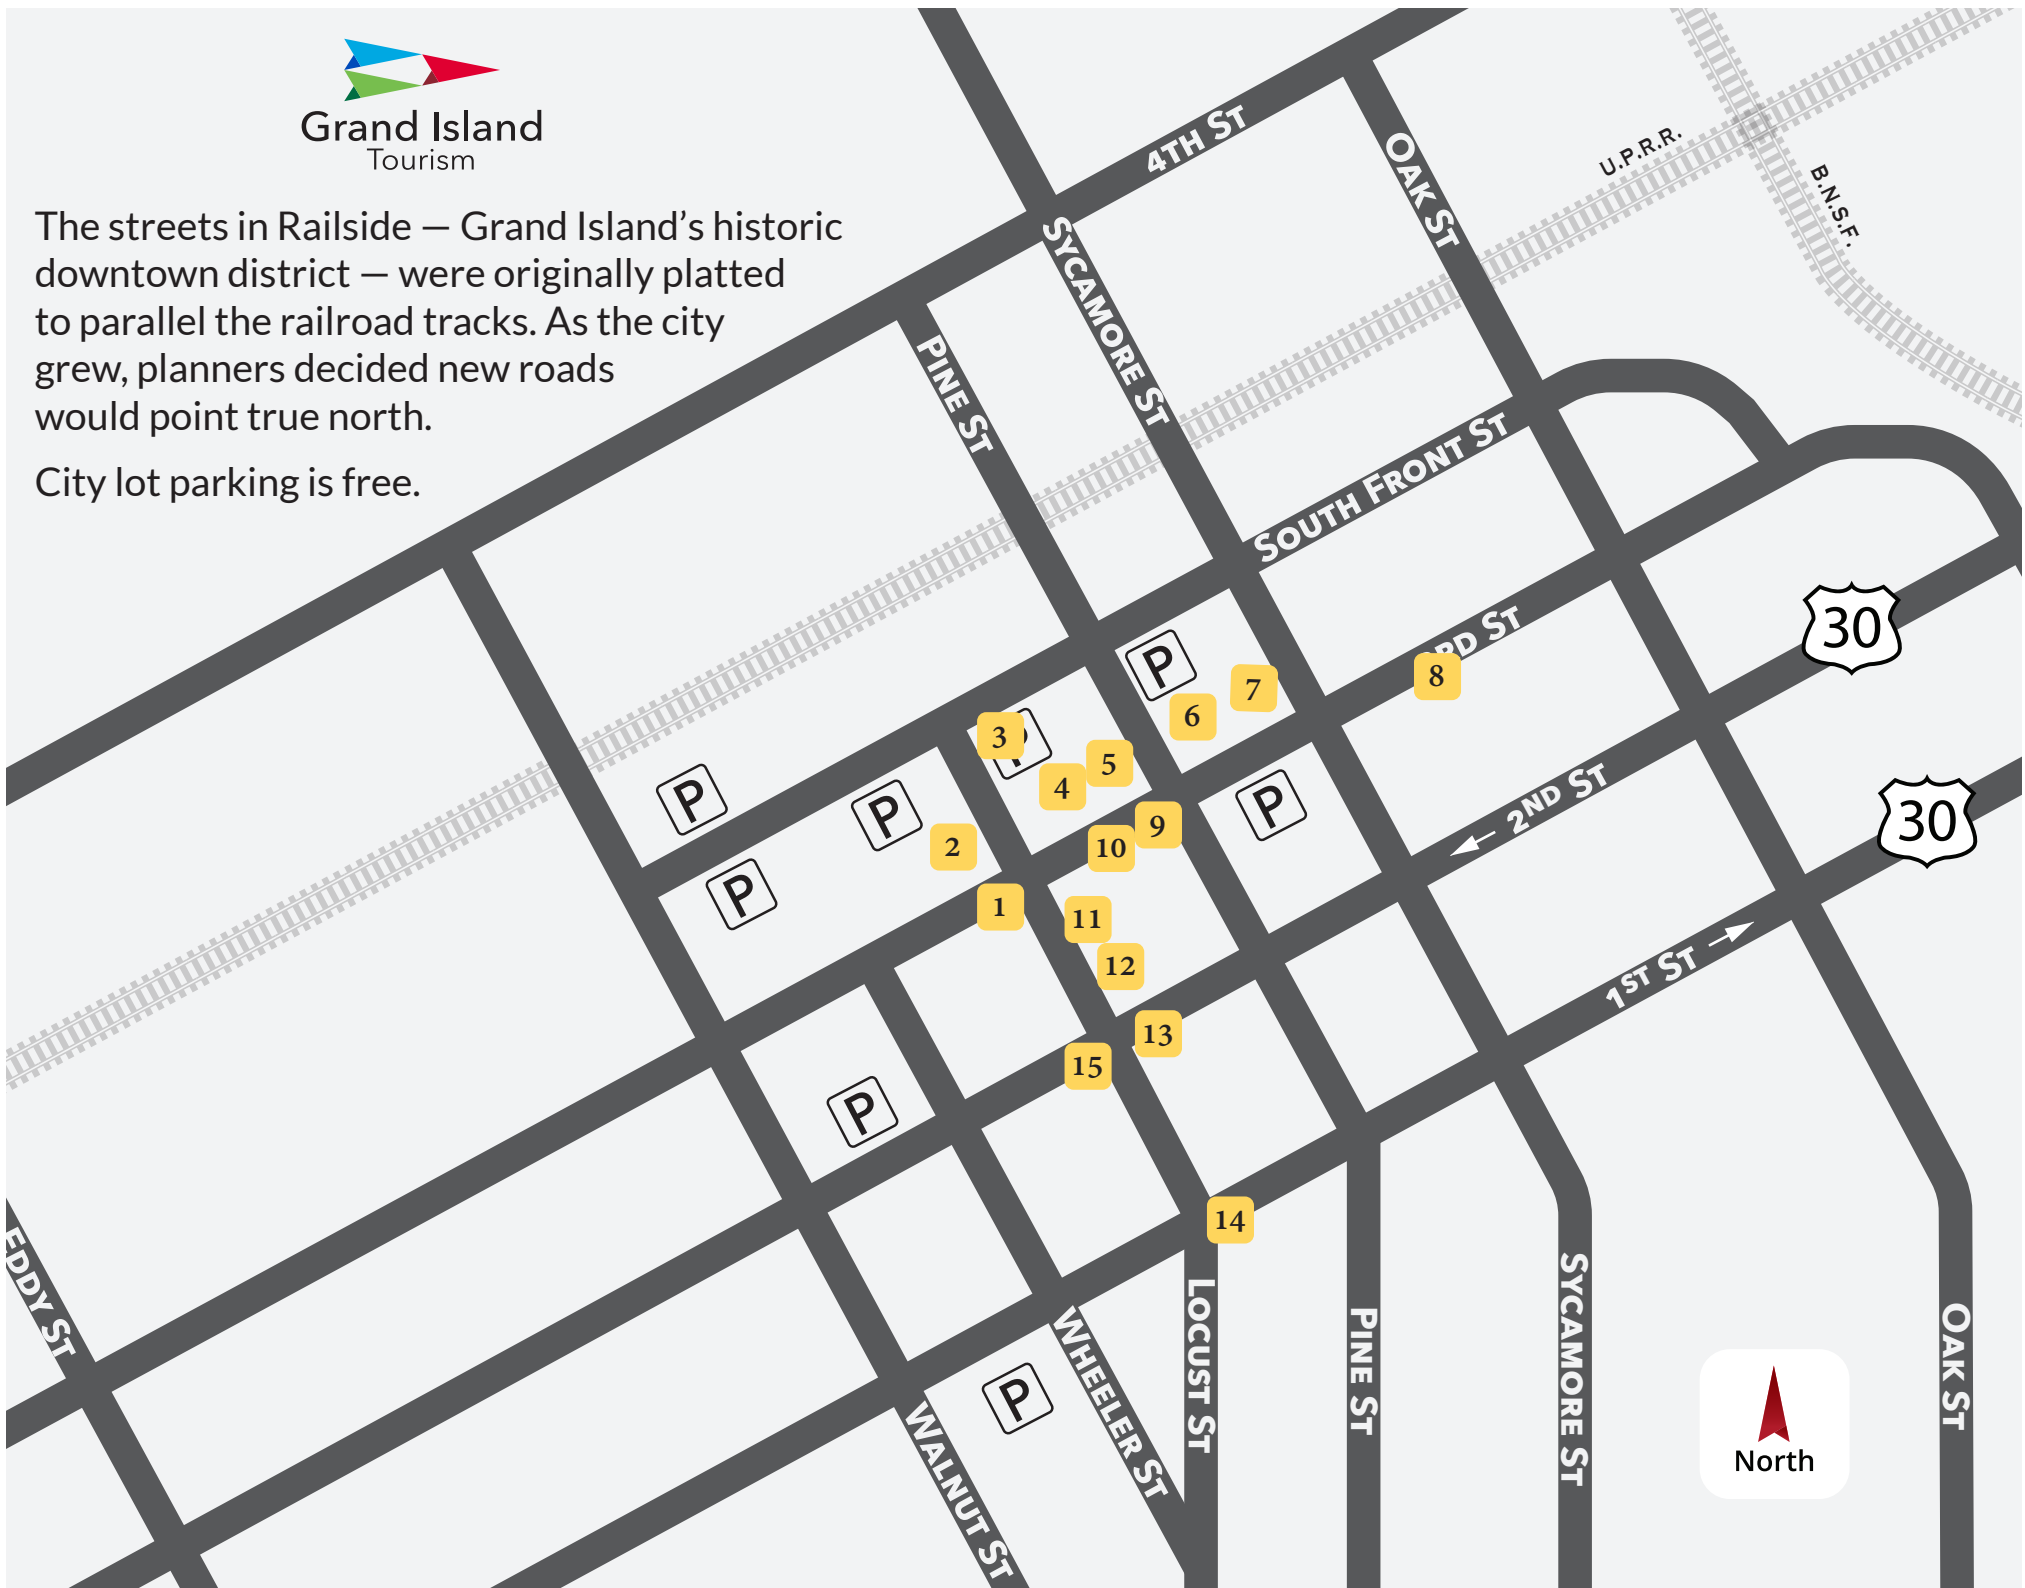 Grand Island
Tourism
The streets in Railside — Grand Island’s historic
downtown district — were originally platted
to parallel the railroad tracks. As the city
grew, planners decided new roads
would point true north.
City lot parking is free.
4TH ST
OAK ST
U.P.R.R.
B.N.S.F.
SYCAMORE ST
PINE ST
SOUTH FRONT ST
RD ST
30
P
7
6
8
3
P
5
4
P
P
P
2
9
10
P
1
11
12
2ND ST
30
13
15
1ST ST
P
14
EDDY ST
LOCUST ST
PINE ST
SYCAMORE ST
OAK ST
WHEELER ST
P
WALNUT ST
North